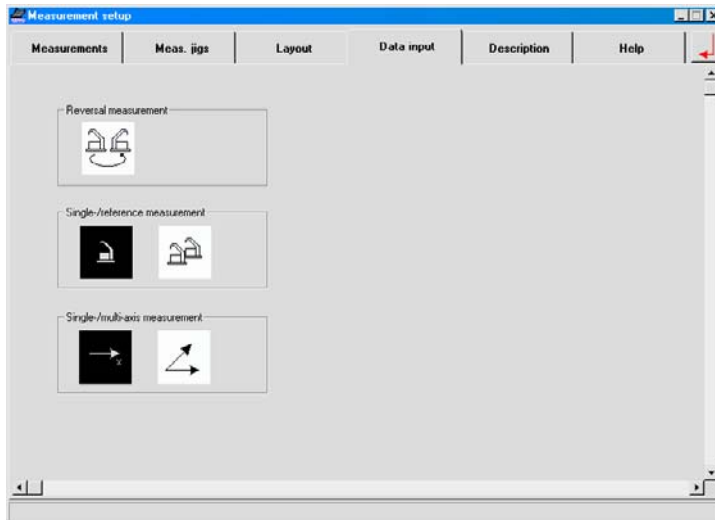 Measurement setup
Measurements Meas. jigs Layout Data input Description Help
Reversal measurement
Single-/reference measurement
Single-/multi-axis measurement
x